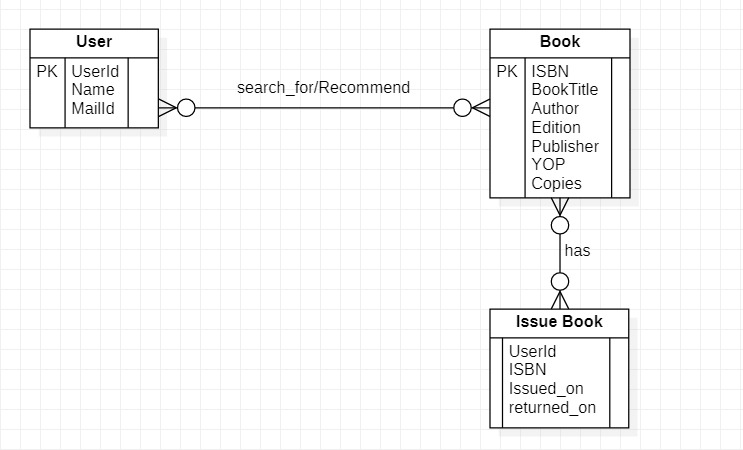 User
PK UserId
Name
MailId
search_for/Recommend
Book
PK ISBN
BookTitle
Author
Edition
Publisher
YOP
Copies
has
Issue Book
UserId
ISBN
Issued_on
returned_on